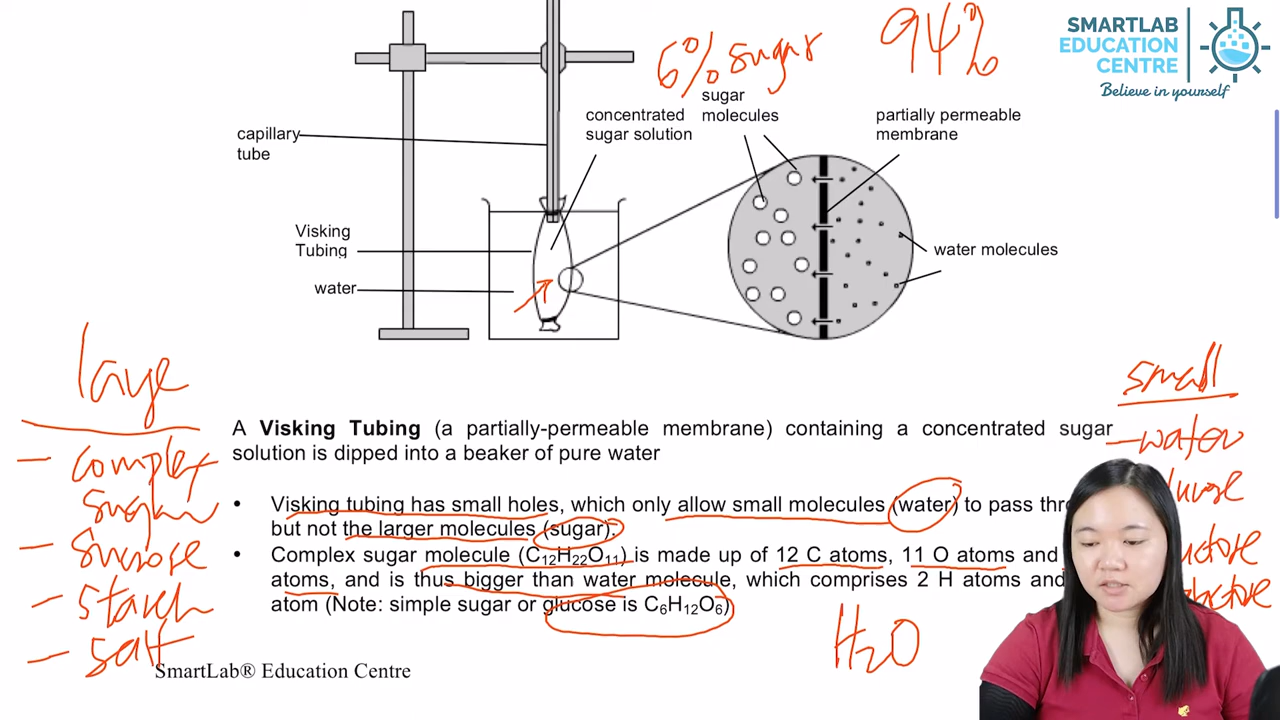 SMARTLAB
EDUCATION
CENTRE
Believe in yourself
6% sugar
94%
concentrated
sugar solution
sugar
molecules
partially permeable
membrane
capillary
tube
Visking
Tubing
water
water molecules
large
- complex
sugar
- sucrose
- starch
- salt
small
- water
A Visking Tubing (a partially-permeable membrane) containing a concentrated sugar
solution is dipped into a beaker of pure water
• Visking tubing has small holes, which only allow small molecules (water) to pass
but not the larger molecules (sugar).
• Complex sugar molecule (C₁₂H₂₂O₁₁) is made up of 12 C atoms, 11 O atoms and
atoms, and is thus bigger than water molecule, which comprises 2 H atoms and
atom (Note: simple sugar or glucose is C₆H₁₂O₆)
H₂O
SmartLab® Education Centre